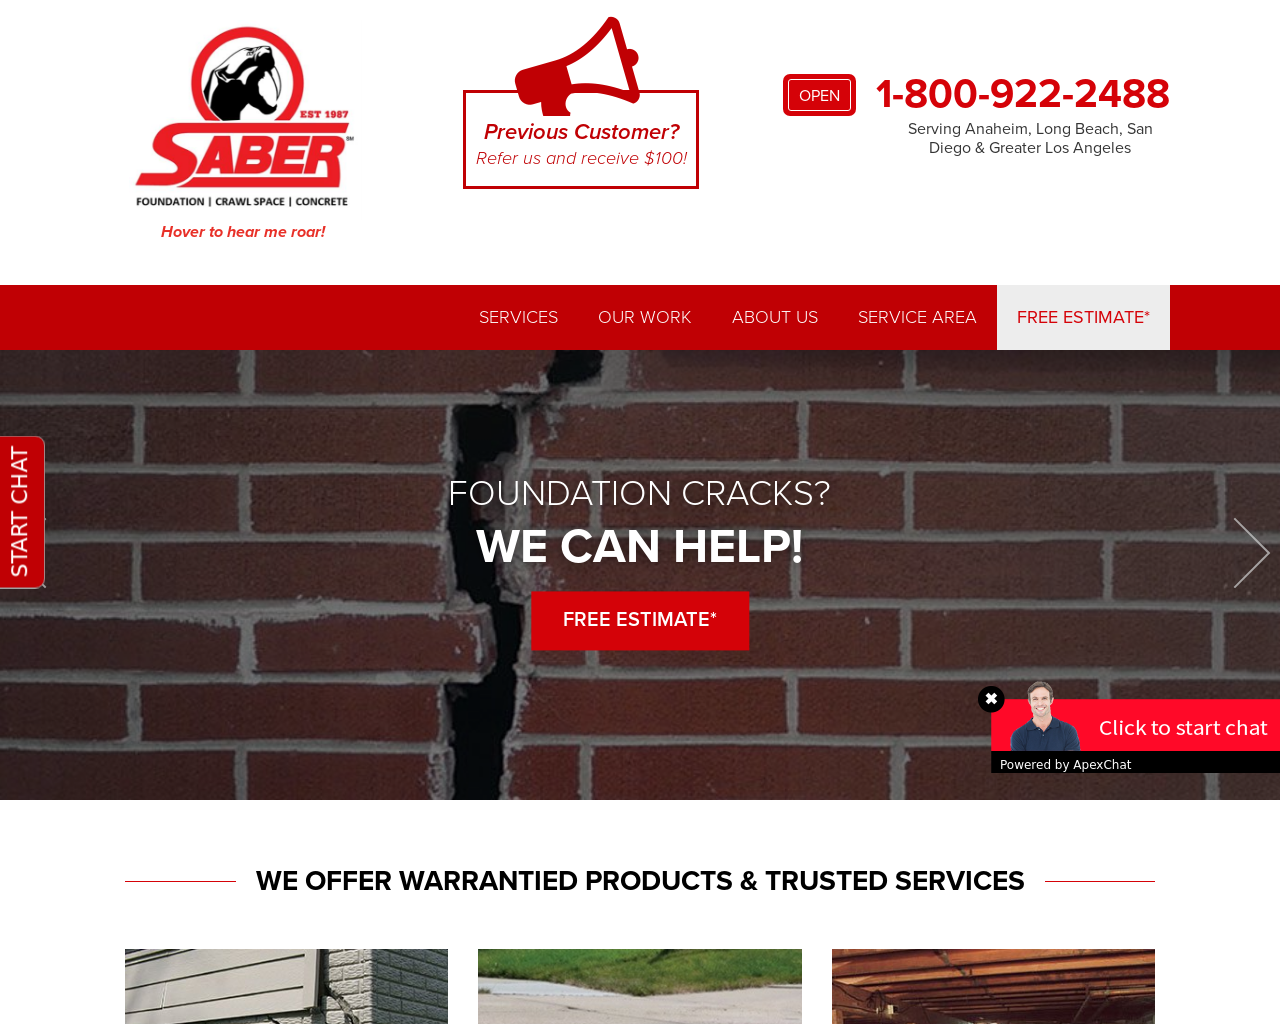 EST 1987
SABER
SM
FOUNDATION | CRAWL SPACE | CONCRETE
Hover to hear me roar!
Previous Customer?
Refer us and receive $100!
OPEN
1-800-922-2488
Serving Anaheim, Long Beach, San
Diego & Greater Los Angeles
SERVICES
OUR WORK
ABOUT US
SERVICE AREA
FREE ESTIMATE*
START CHAT
FOUNDATION CRACKS?
WE CAN HELP!
FREE ESTIMATE*
Click to start chat
Powered by ApexChat
WE OFFER WARRANTIED PRODUCTS & TRUSTED SERVICES